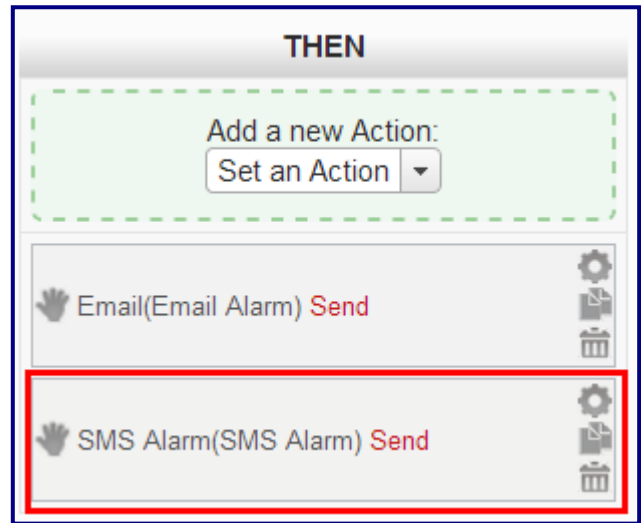 THEN
Add a new Action:
Set an Action
Email(Email Alarm) Send
SMS Alarm(SMS Alarm) Send